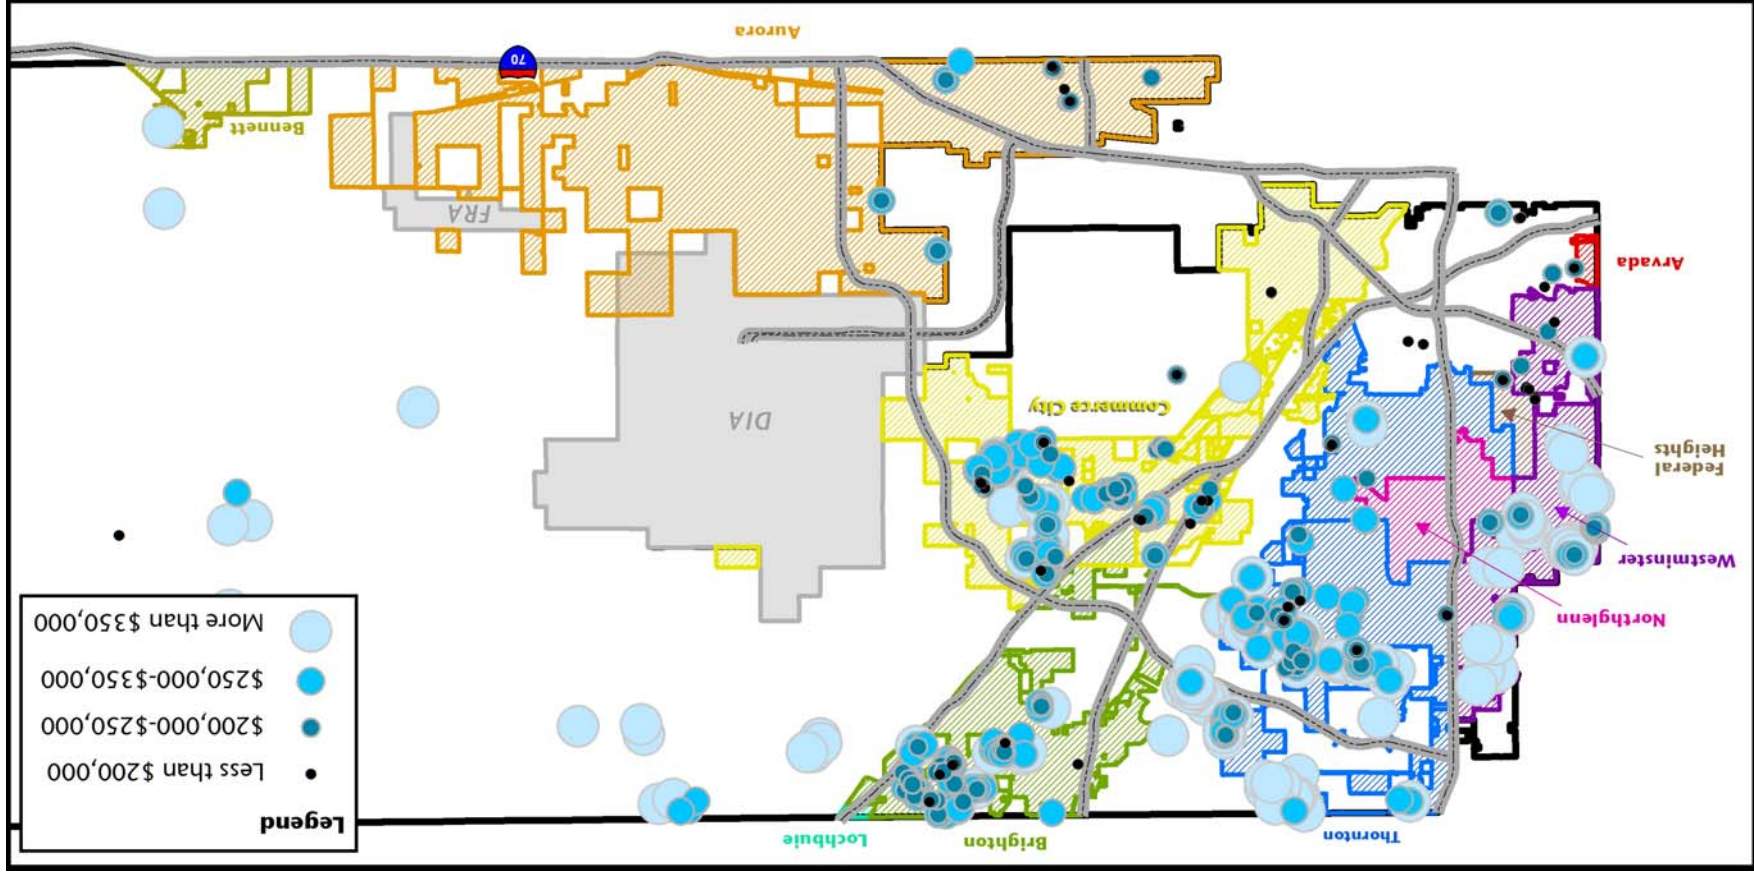 Lochbuie
Brighton
Thornton
Legend
Less than $200,000
$200,000-$250,000
$250,000-$350,000
More than $350,000
Northglenn
Westminster
Federal
Heights
Commerce City
DIA
Arvada
FRA
Bennett
70
Aurora